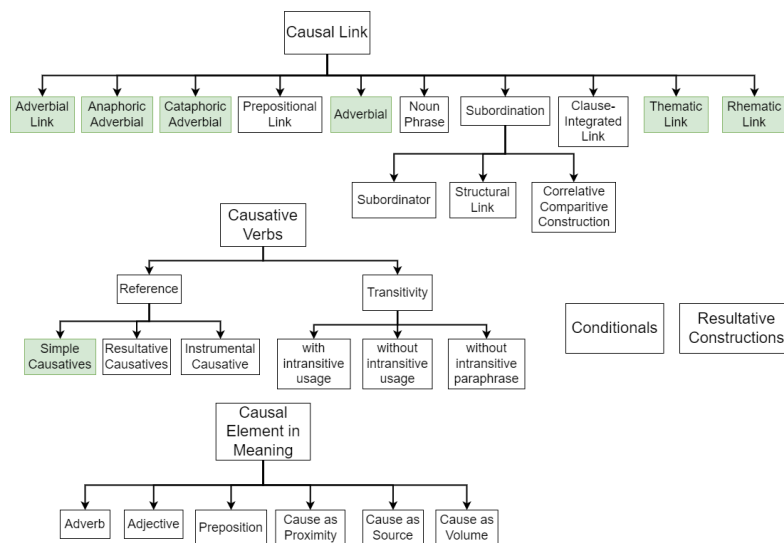 Causal Link
Adverbial
Link
Anaphoric
Adverbial
Cataphoric
Adverbial
Prepositional
Link
Adverbial
Noun
Phrase
Subordination
Clause-
Integrated
Link
Thematic
Link
Rhematic
Link
Subordinator
Structural
Link
Correlative
Comparitive
Construction
Causative
Verbs
Reference
Transitivity
Simple
Causatives
Resultative
Causatives
Instrumental
Causative
with
intransitive
usage
without
intransitive
usage
without
intransitive
paraphrase
Conditionals
Resultative
Constructions
Causal
Element in
Meaning
Adverb
Adjective
Preposition
Cause as
Proximity
Cause as
Source
Cause as
Volume